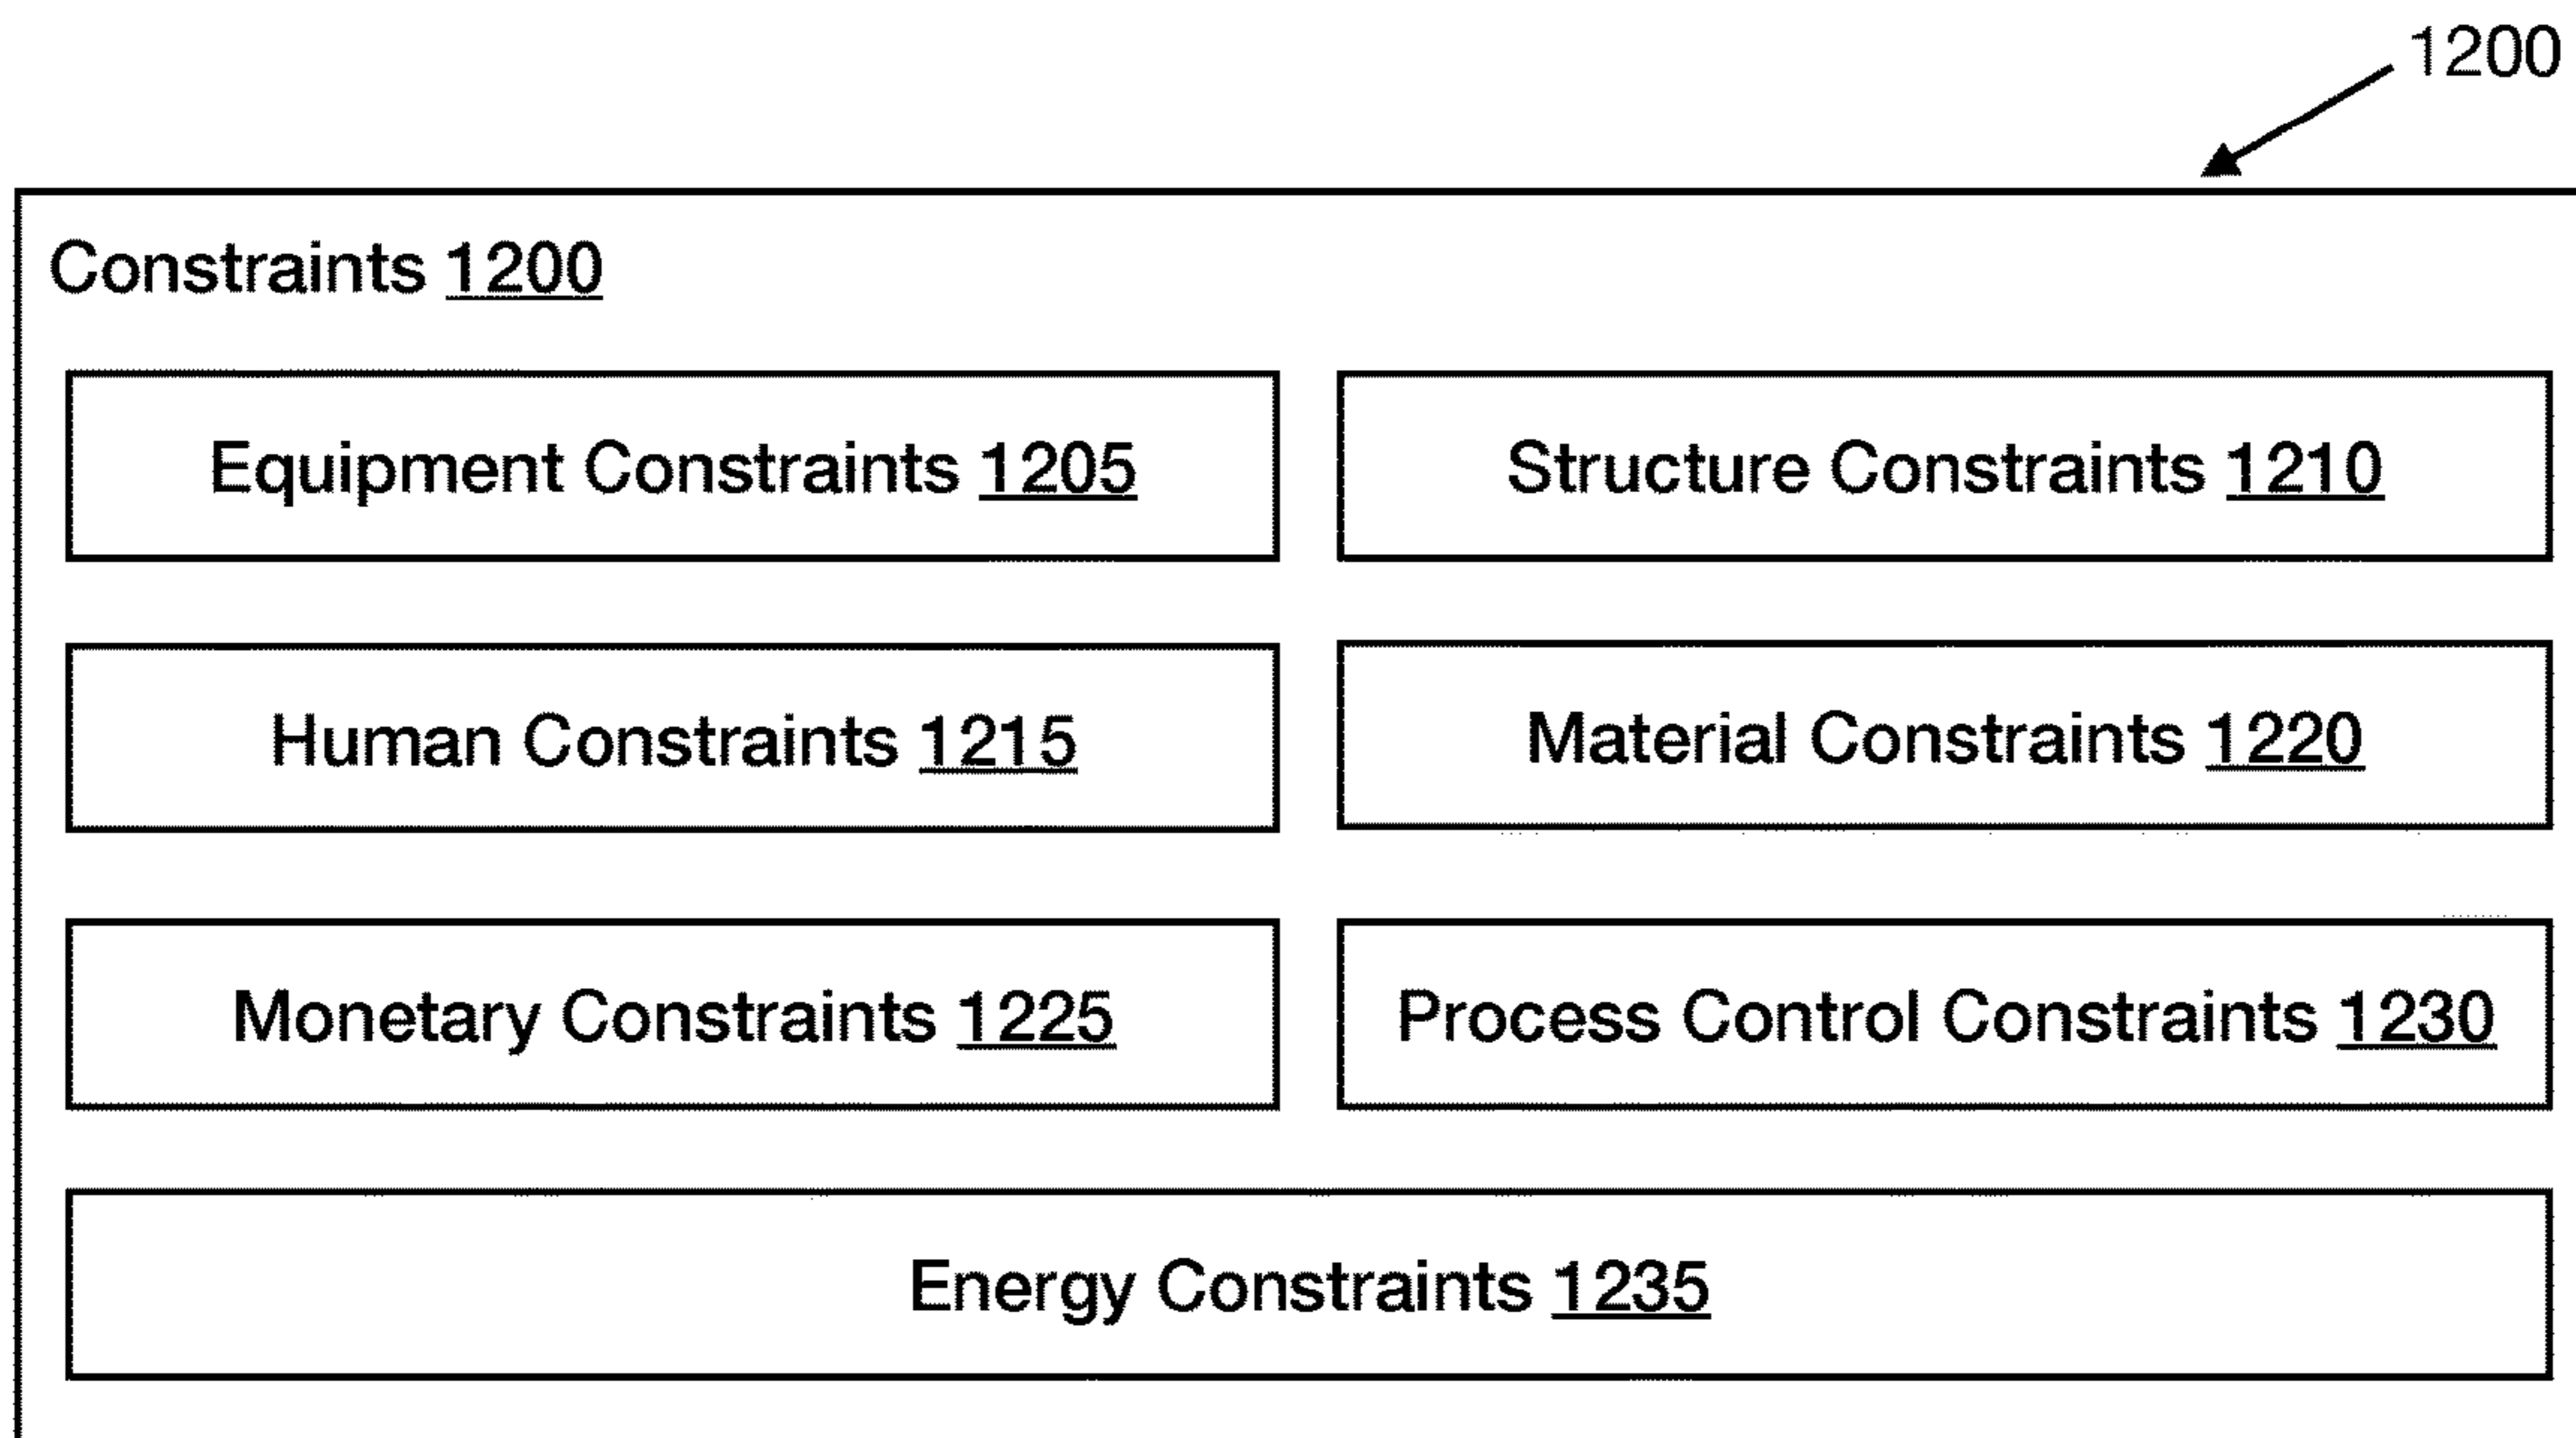 1200
Constraints 1200
Equipment Constraints 1205
Structure Constraints 1210
Human Constraints 1215
Material Constraints 1220
Monetary Constraints 1225
Process Control Constraints 1230
Energy Constraints 1235